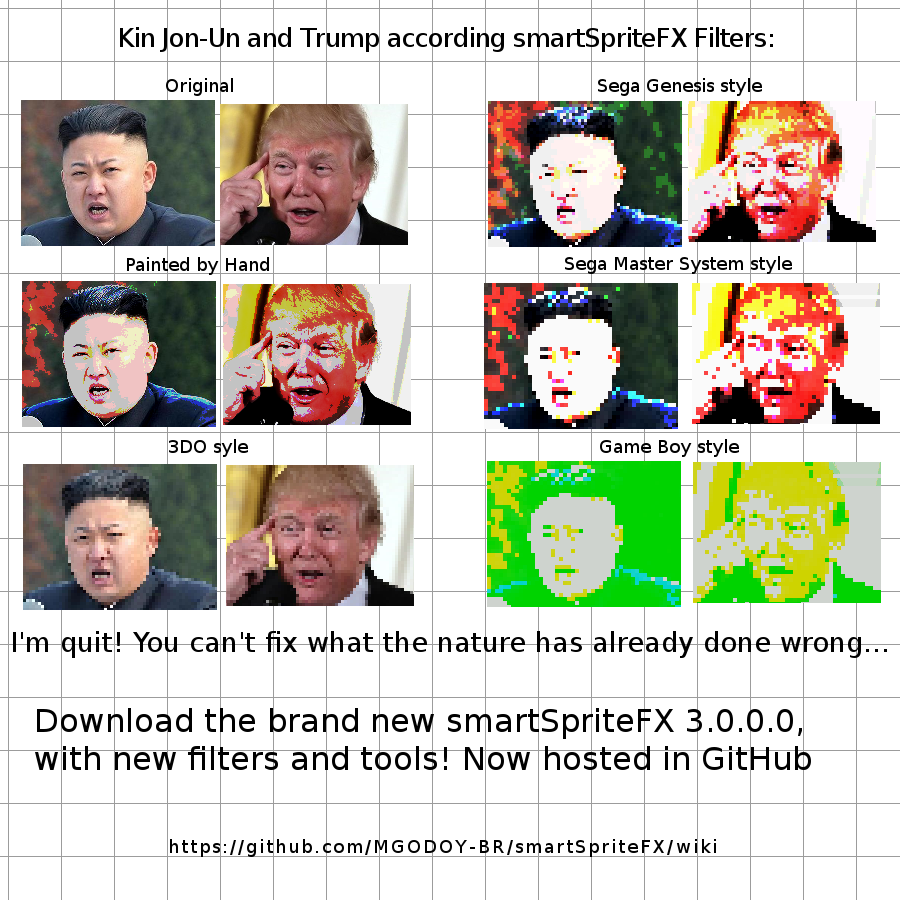 Kin Jon-Un and Trump according smartSpriteFX Filters:
Original
Sega Genesis style
Painted by Hand
Sega Master System style
3DO syle
Game Boy style
I'm quit! You can't fix what the nature has already done wrong...
Download the brand new smartSpriteFX 3.0.0.0,
with new filters and tools! Now hosted in GitHub
https://github.com/MGODOY-BR/smartSpriteFX/wiki